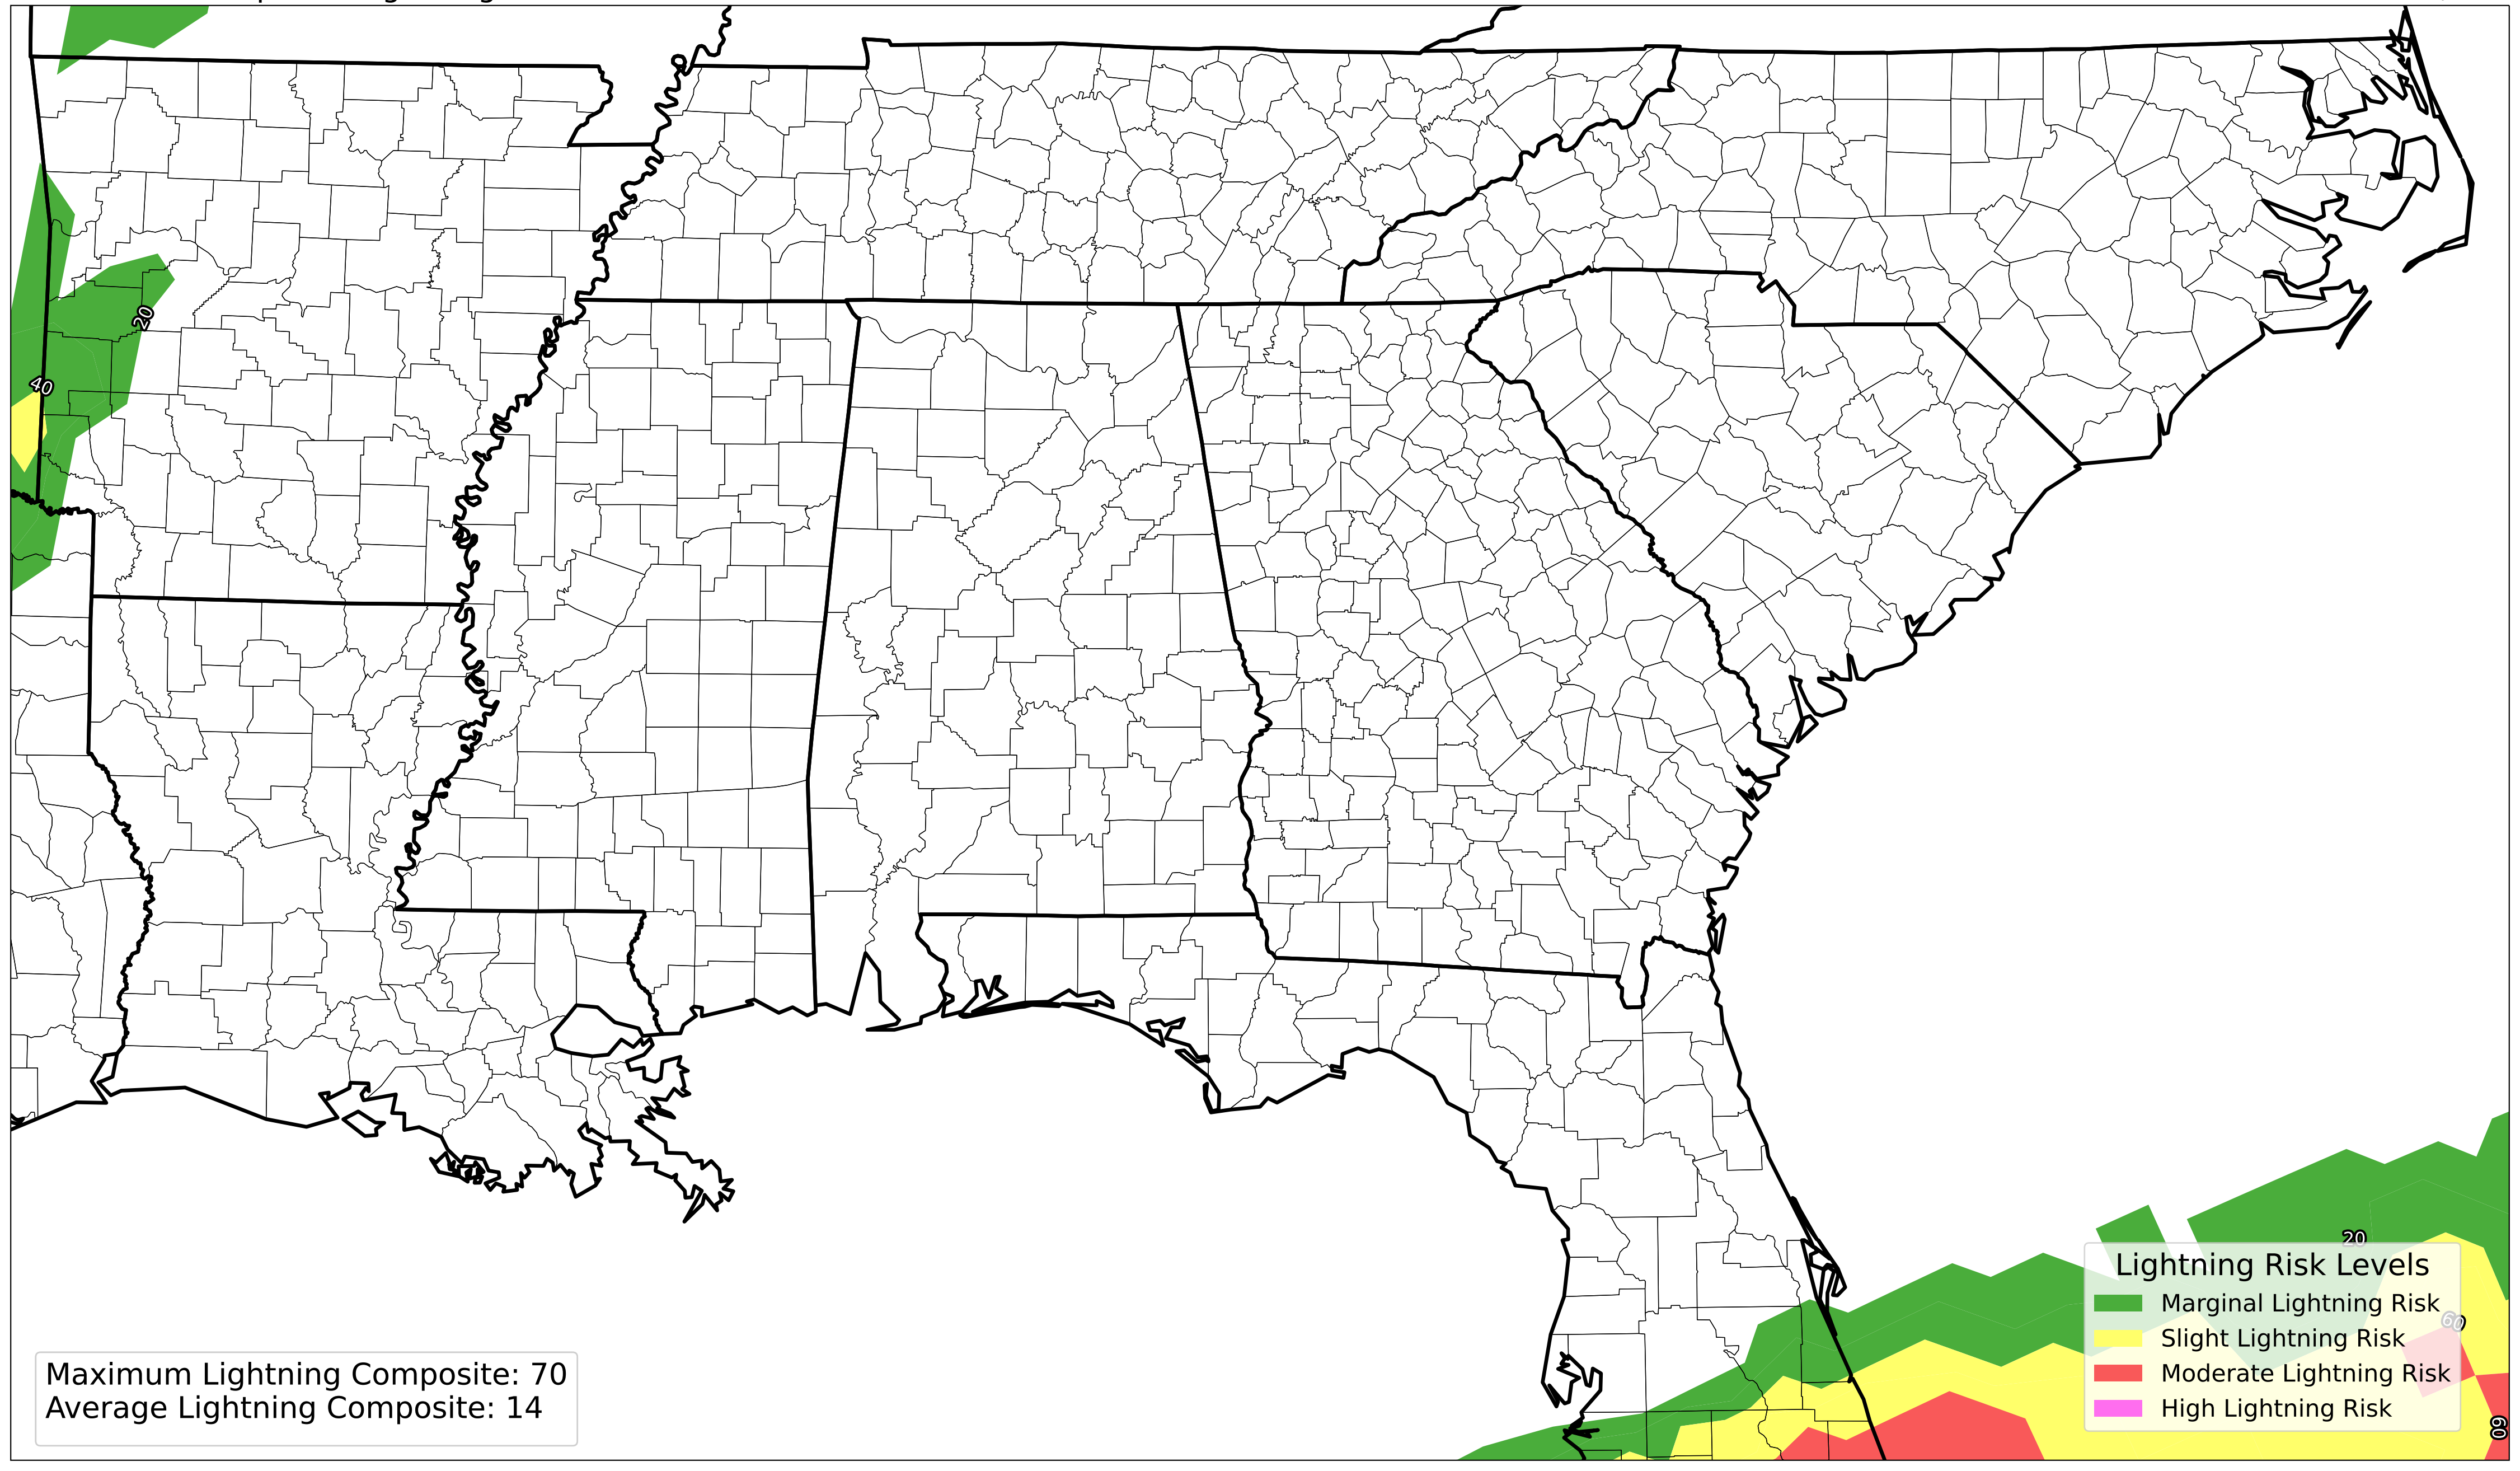 20
40
20
60
60
Lightning Risk Levels
Marginal Lightning Risk
Slight Lightning Risk
Moderate Lightning Risk
High Lightning Risk
Maximum Lightning Composite: 70
Average Lightning Composite: 14